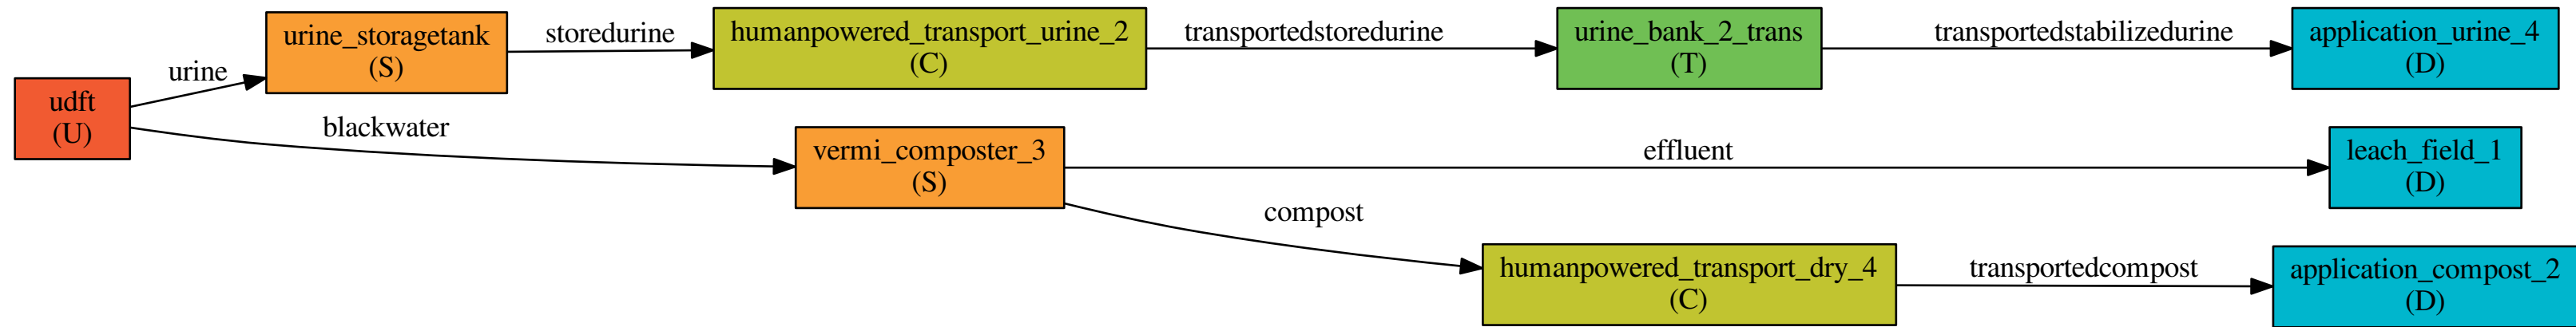 udft
(U)
urine
urine_storagetank
(S)
storedurine
humanpowered_transport_urine_2
(C)
transportedstoredurine
urine_bank_2_trans
(T)
transportedstabilizedurine
application_urine_4
(D)
blackwater
vermi_composter_3
(S)
effluent
leach_field_1
(D)
compost
humanpowered_transport_dry_4
(C)
transportedcompost
application_compost_2
(D)